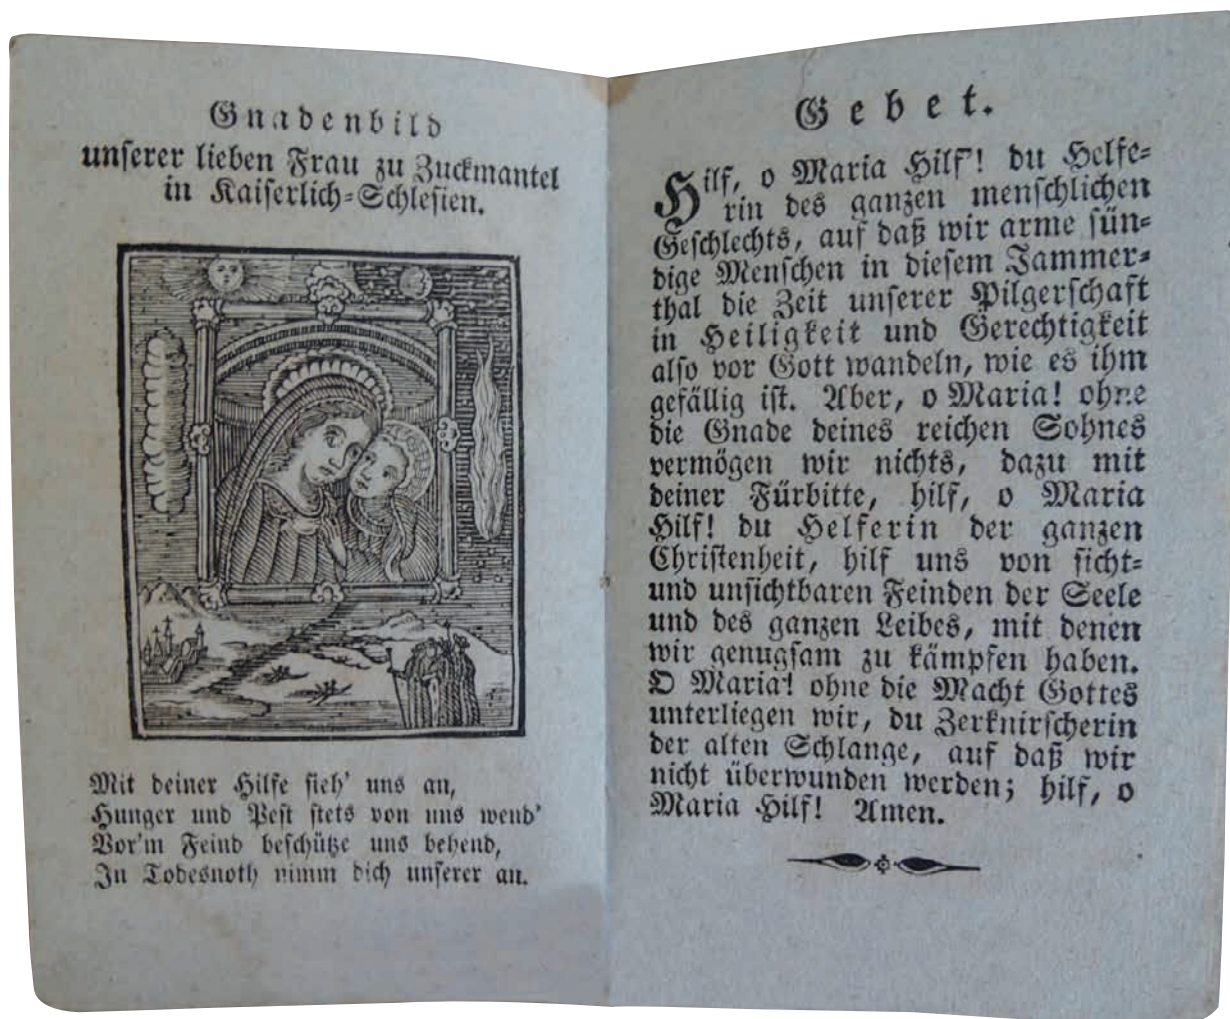 Gnadenbild
unserer lieben Frau zu Zuckmantel
in Kaiserlich-Schlesien.
Mit deiner Hilfe sieh' uns an,
Hunger und Pest stets von uns wend'
Vor'm Feind beschütze uns behend,
In Todesnoth nimm dich unserer an.
Gebet.
Hilf, o Maria Hilf! du Helfe-
rin des ganzen menschlichen
Geschlechts, auf daß wir arme sün-
dige Menschen in diesem Jammer-
thal die Zeit unserer Pilgerschaft
in Heiligkeit und Gerechtigkeit
also vor Gott wandeln, wie es ihm
gefällig ist. Aber, o Maria! ohne
die Gnade deines reichen Sohnes
vermögen wir nichts, dazu mit
deiner Fürbitte, hilf, o Maria
Hilf! du Helferin der ganzen
Christenheit, hilf uns von sicht-
und unsichtbaren Feinden der Seele
und des ganzen Leibes, mit denen
wir genugsam zu kämpfen haben.
O Maria! ohne die Macht Gottes
unterliegen wir, du Zerknirscherin
der alten Schlange, auf daß wir
nicht überwunden werden; hilf, o
Maria Hilf! Amen.